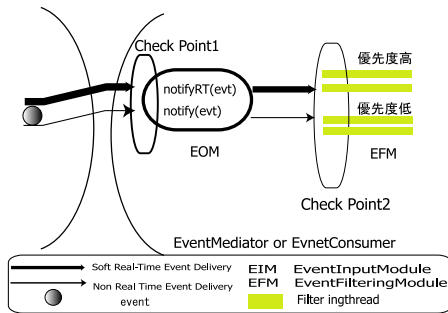 Check Point1
優先度高
notifyRT(evt)
優先度低
notify(evt)
EOM
EFM
Check Point2
EventMediator or EvnetConsumer
Soft Real-Time Event Delivery
EIM EventInputModule
Non Real Time Event Delivery
EFM EventFilteringModule
event
Filter ingthread